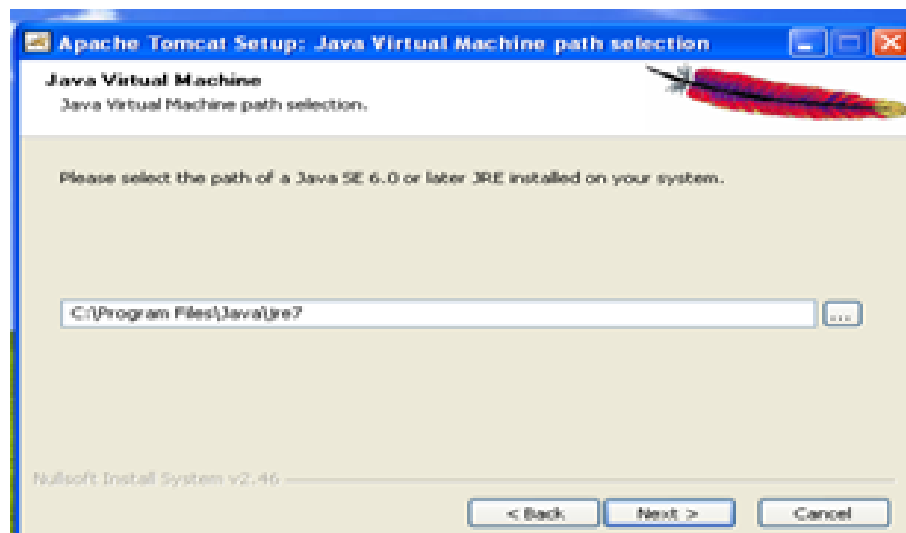 Apache Tomcat Setup: Java Virtual Machine path selection
Java Virtual Machine
Java Virtual Machine path selection.
Please select the path of a Java SE 6.0 or later JRE installed on your system.
C:\Program Files\Java\jre7
...
Nullsoft Install System v2.46
< Back Next > Cancel